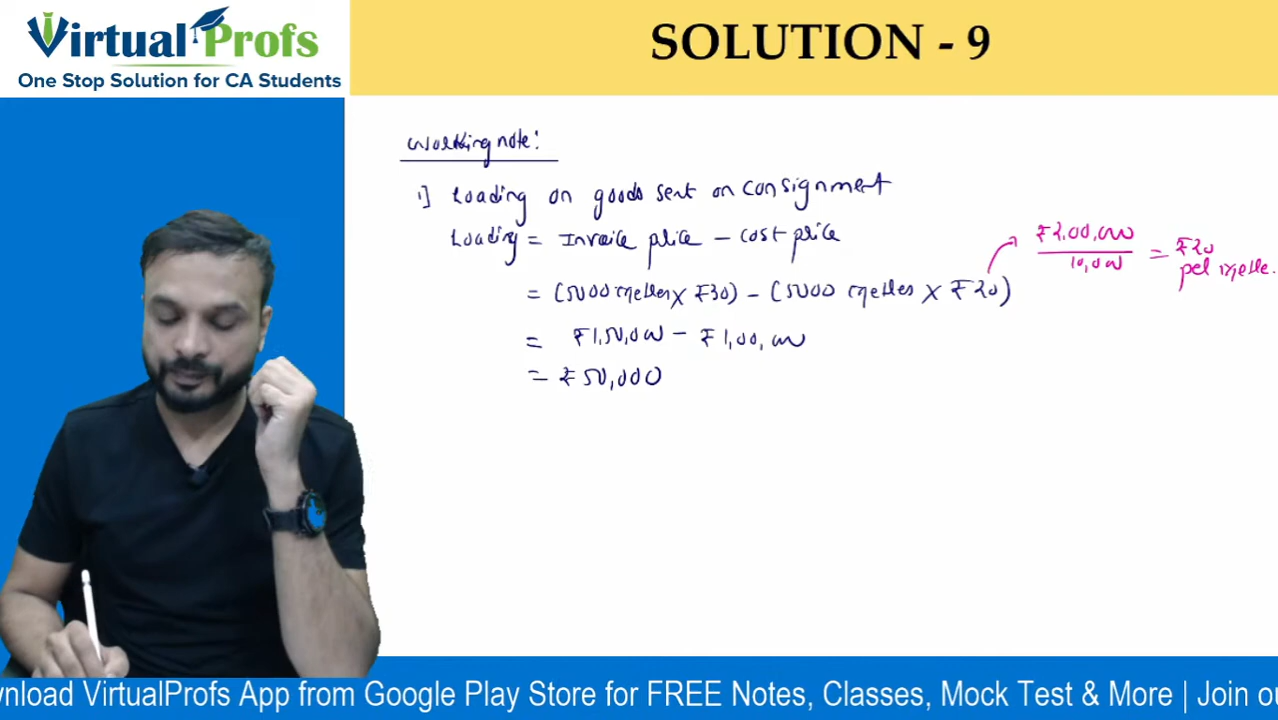 Virtual Profs
One Stop Solution for CA Students
SOLUTION - 9
Working note:
1] Loading on goods sent on consignment
Loading = Invoice price - cost price
= (5000 metres x ₹30) - (5000 metres x ₹20)
₹2,00,000 / 10,000 = ₹20
per metre.
= ₹1,50,000 - ₹1,00,000
= ₹50,000
wnload VirtualProfs App from Google Play Store for FREE Notes, Classes, Mock Test & More | Join ou